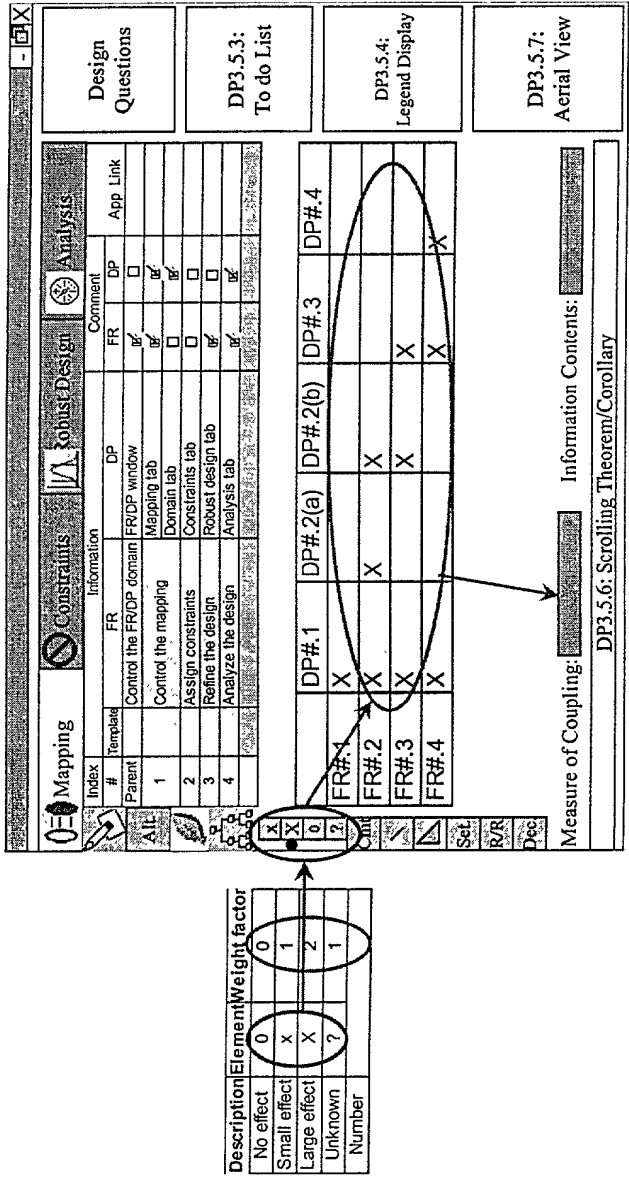 Mapping
Constraints
Robust Design
Analysis
Index
Information
Comment
App Link
#
Template
FR
DP
FR
DP
Parent
Control the FR/DP domain
FR/DP window
1
Control the mapping
Mapping tab
Domain tab
2
Assign constraints
Constraints tab
3
Refine the design
Robust design tab
4
Analyze the design
Analysis tab
Alt.
x
X
0
?
Cmt
Set.
R/R
Dec.
DP#.1 DP#.2(a) DP#.2(b) DP#.3 DP#.4
FR#.1 X
FR#.2 X X X
FR#.3 X X X
FR#.4 X X X
Measure of Coupling:
Information Contents:
DP3.5.6: Scrolling Theorem/Corollary
Design
Questions
DP3.5.3:
To do List
DP3.5.4:
Legend Display
DP3.5.7:
Aerial View
Description Element Weight factor
No effect 0 0
Small effect x 1
Large effect X 2
Unknown ? 1
Number